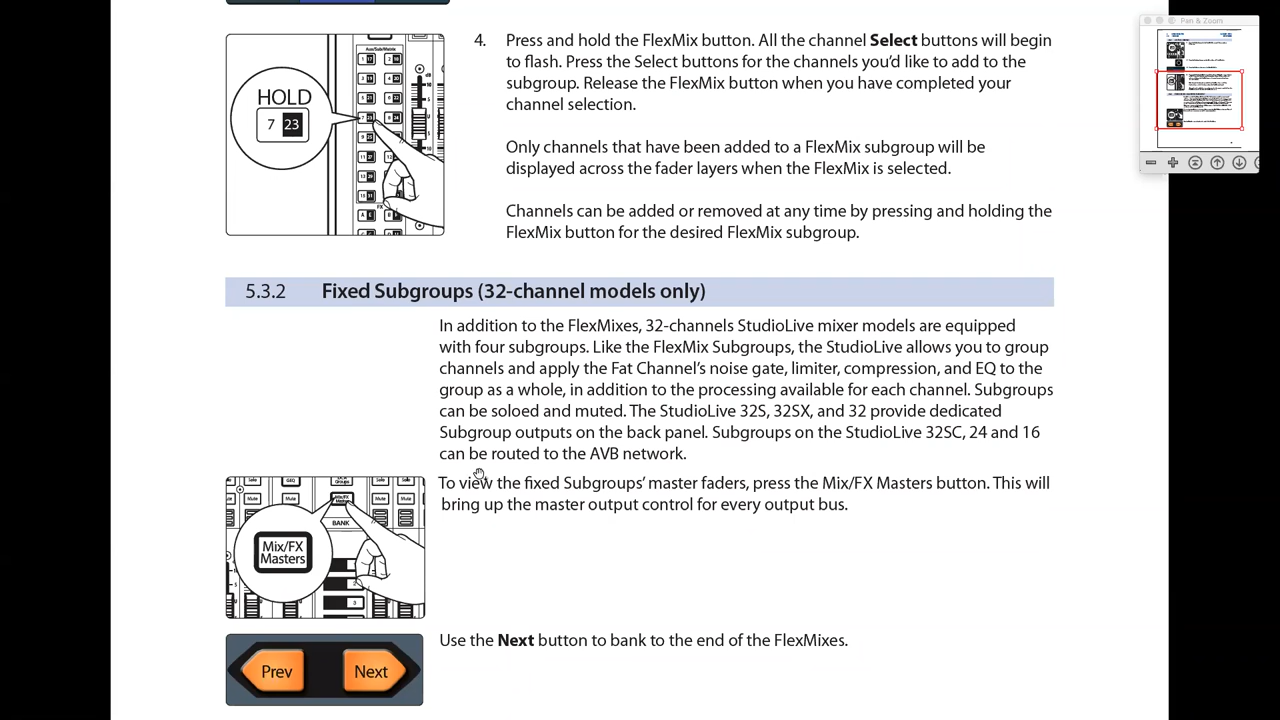 Pan & Zoom
4. Press and hold the FlexMix button. All the channel Select buttons will begin
to flash. Press the Select buttons for the channels you'd like to add to the
subgroup. Release the FlexMix button when you have completed your
channel selection.
HOLD
7 23
Only channels that have been added to a FlexMix subgroup will be
displayed across the fader layers when the FlexMix is selected.
Channels can be added or removed at any time by pressing and holding the
FlexMix button for the desired FlexMix subgroup.
5.3.2 Fixed Subgroups (32-channel models only)
In addition to the FlexMixes, 32-channels StudioLive mixer models are equipped
with four subgroups. Like the FlexMix Subgroups, the StudioLive allows you to group
channels and apply the Fat Channel's noise gate, limiter, compression, and EQ to the
group as a whole, in addition to the processing available for each channel. Subgroups
can be soloed and muted. The StudioLive 32S, 32SX, and 32 provide dedicated
Subgroup outputs on the back panel. Subgroups on the StudioLive 32SC, 24 and 16
can be routed to the AVB network.
To view the fixed Subgroups' master faders, press the Mix/FX Masters button. This will
bring up the master output control for every output bus.
Mute Mute Mute Mute
BANK
Mix/FX
Masters
Use the Next button to bank to the end of the FlexMixes.
Prev Next